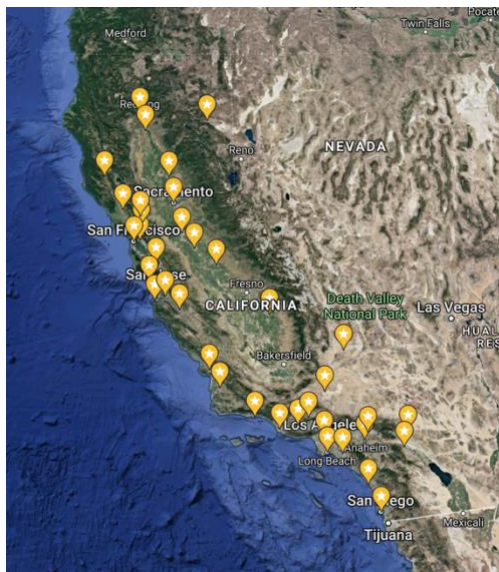 Pocate
Twin Falls
Medford
Redding
Reno
NEVADA
Sacramento
San Francisco
San Jose
Fresno
CALIFORNIA
Death Valley
National Park
Las Vegas
HUAL
RES
Bakersfield
Los Angeles
Anaheim
Long Beach
San Diego
Mexicali
Tijuana